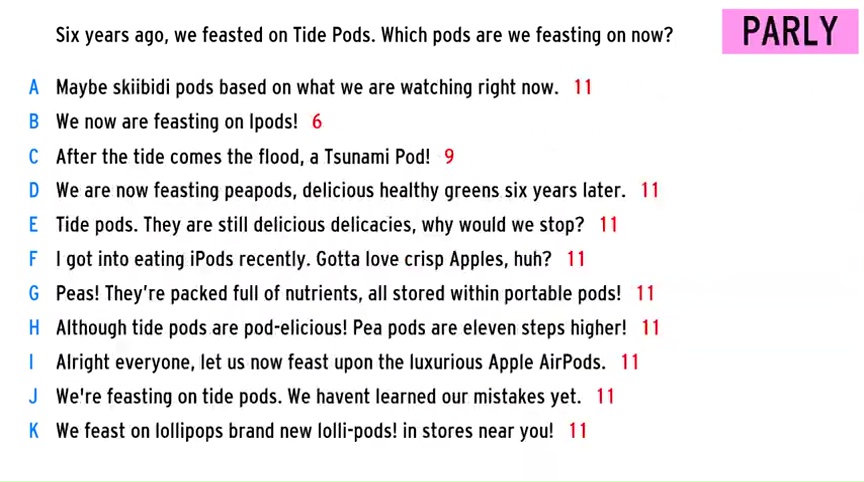 Six years ago, we feasted on Tide Pods. Which pods are we feasting on now?
PARLY
A Maybe skiibidi pods based on what we are watching right now. 11
B We now are feasting on Ipods! 6
C After the tide comes the flood, a Tsunami Pod! 9
D We are now feasting peapods, delicious healthy greens six years later. 11
E Tide pods. They are still delicious delicacies, why would we stop? 11
F I got into eating iPods recently. Gotta love crisp Apples, huh? 11
G Peas! They're packed full of nutrients, all stored within portable pods! 11
H Although tide pods are pod-elicious! Pea pods are eleven steps higher! 11
I Alright everyone, let us now feast upon the luxurious Apple AirPods. 11
J We're feasting on tide pods. We havent learned our mistakes yet. 11
K We feast on lollipops brand new lolli-pods! in stores near you! 11